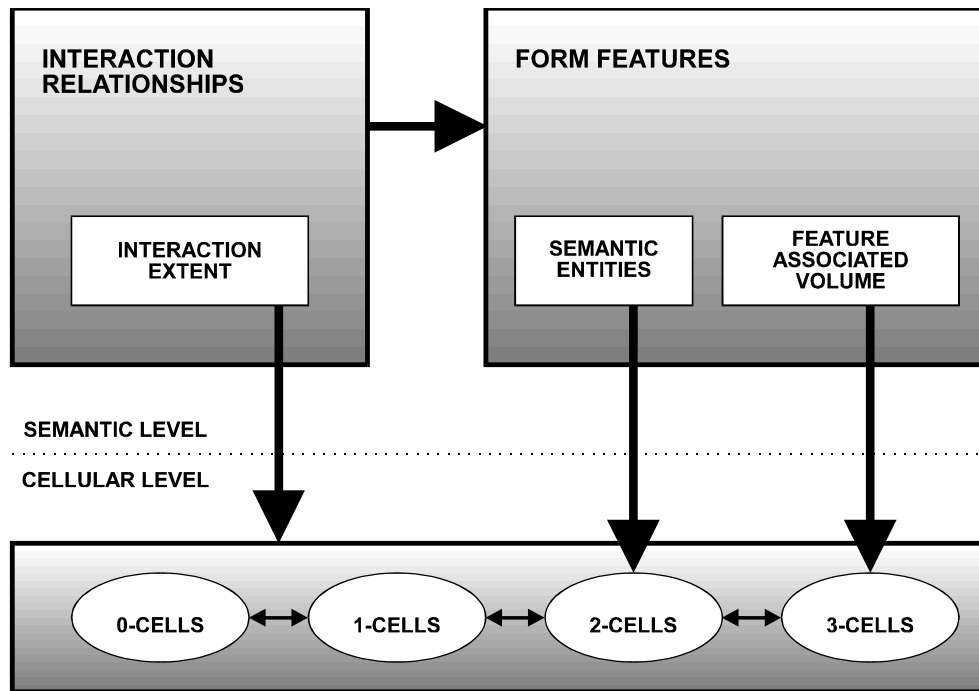 INTERACTION
RELATIONSHIPS
FORM FEATURES
INTERACTION
EXTENT
SEMANTIC
ENTITIES
FEATURE
ASSOCIATED
VOLUME
SEMANTIC LEVEL
CELLULAR LEVEL
0-CELLS
1-CELLS
2-CELLS
3-CELLS